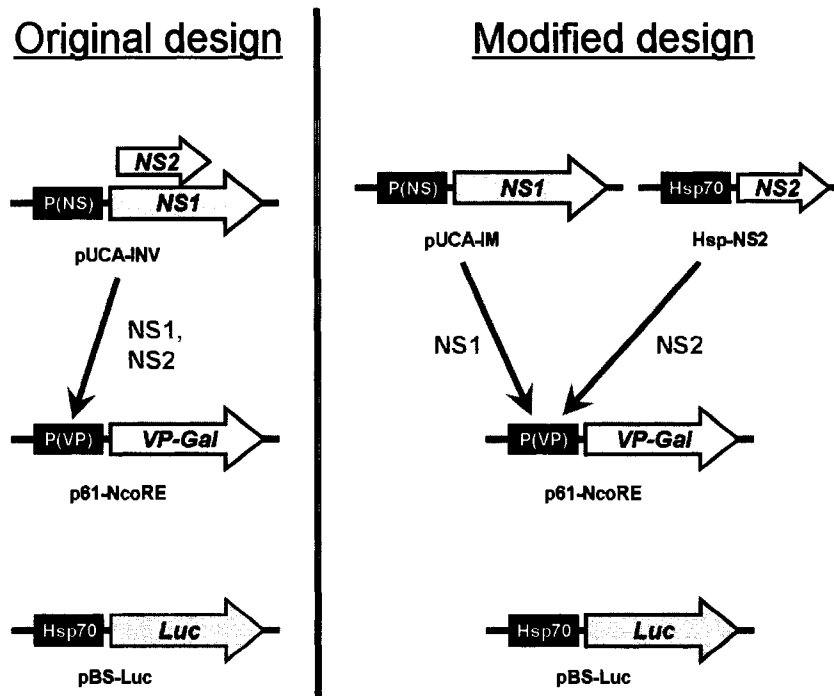 Original design
NS2
P(NS)
NS1
pUCA-INV
NS1,
NS2
P(VP)
VP-Gal
p61-NcoRE
Hsp70
Luc
pBS-Luc
Modified design
P(NS)
NS1
Hsp70
NS2
pUCA-IM
Hsp-NS2
NS1
NS2
P(VP)
VP-Gal
p61-NcoRE
Hsp70
Luc
pBS-Luc